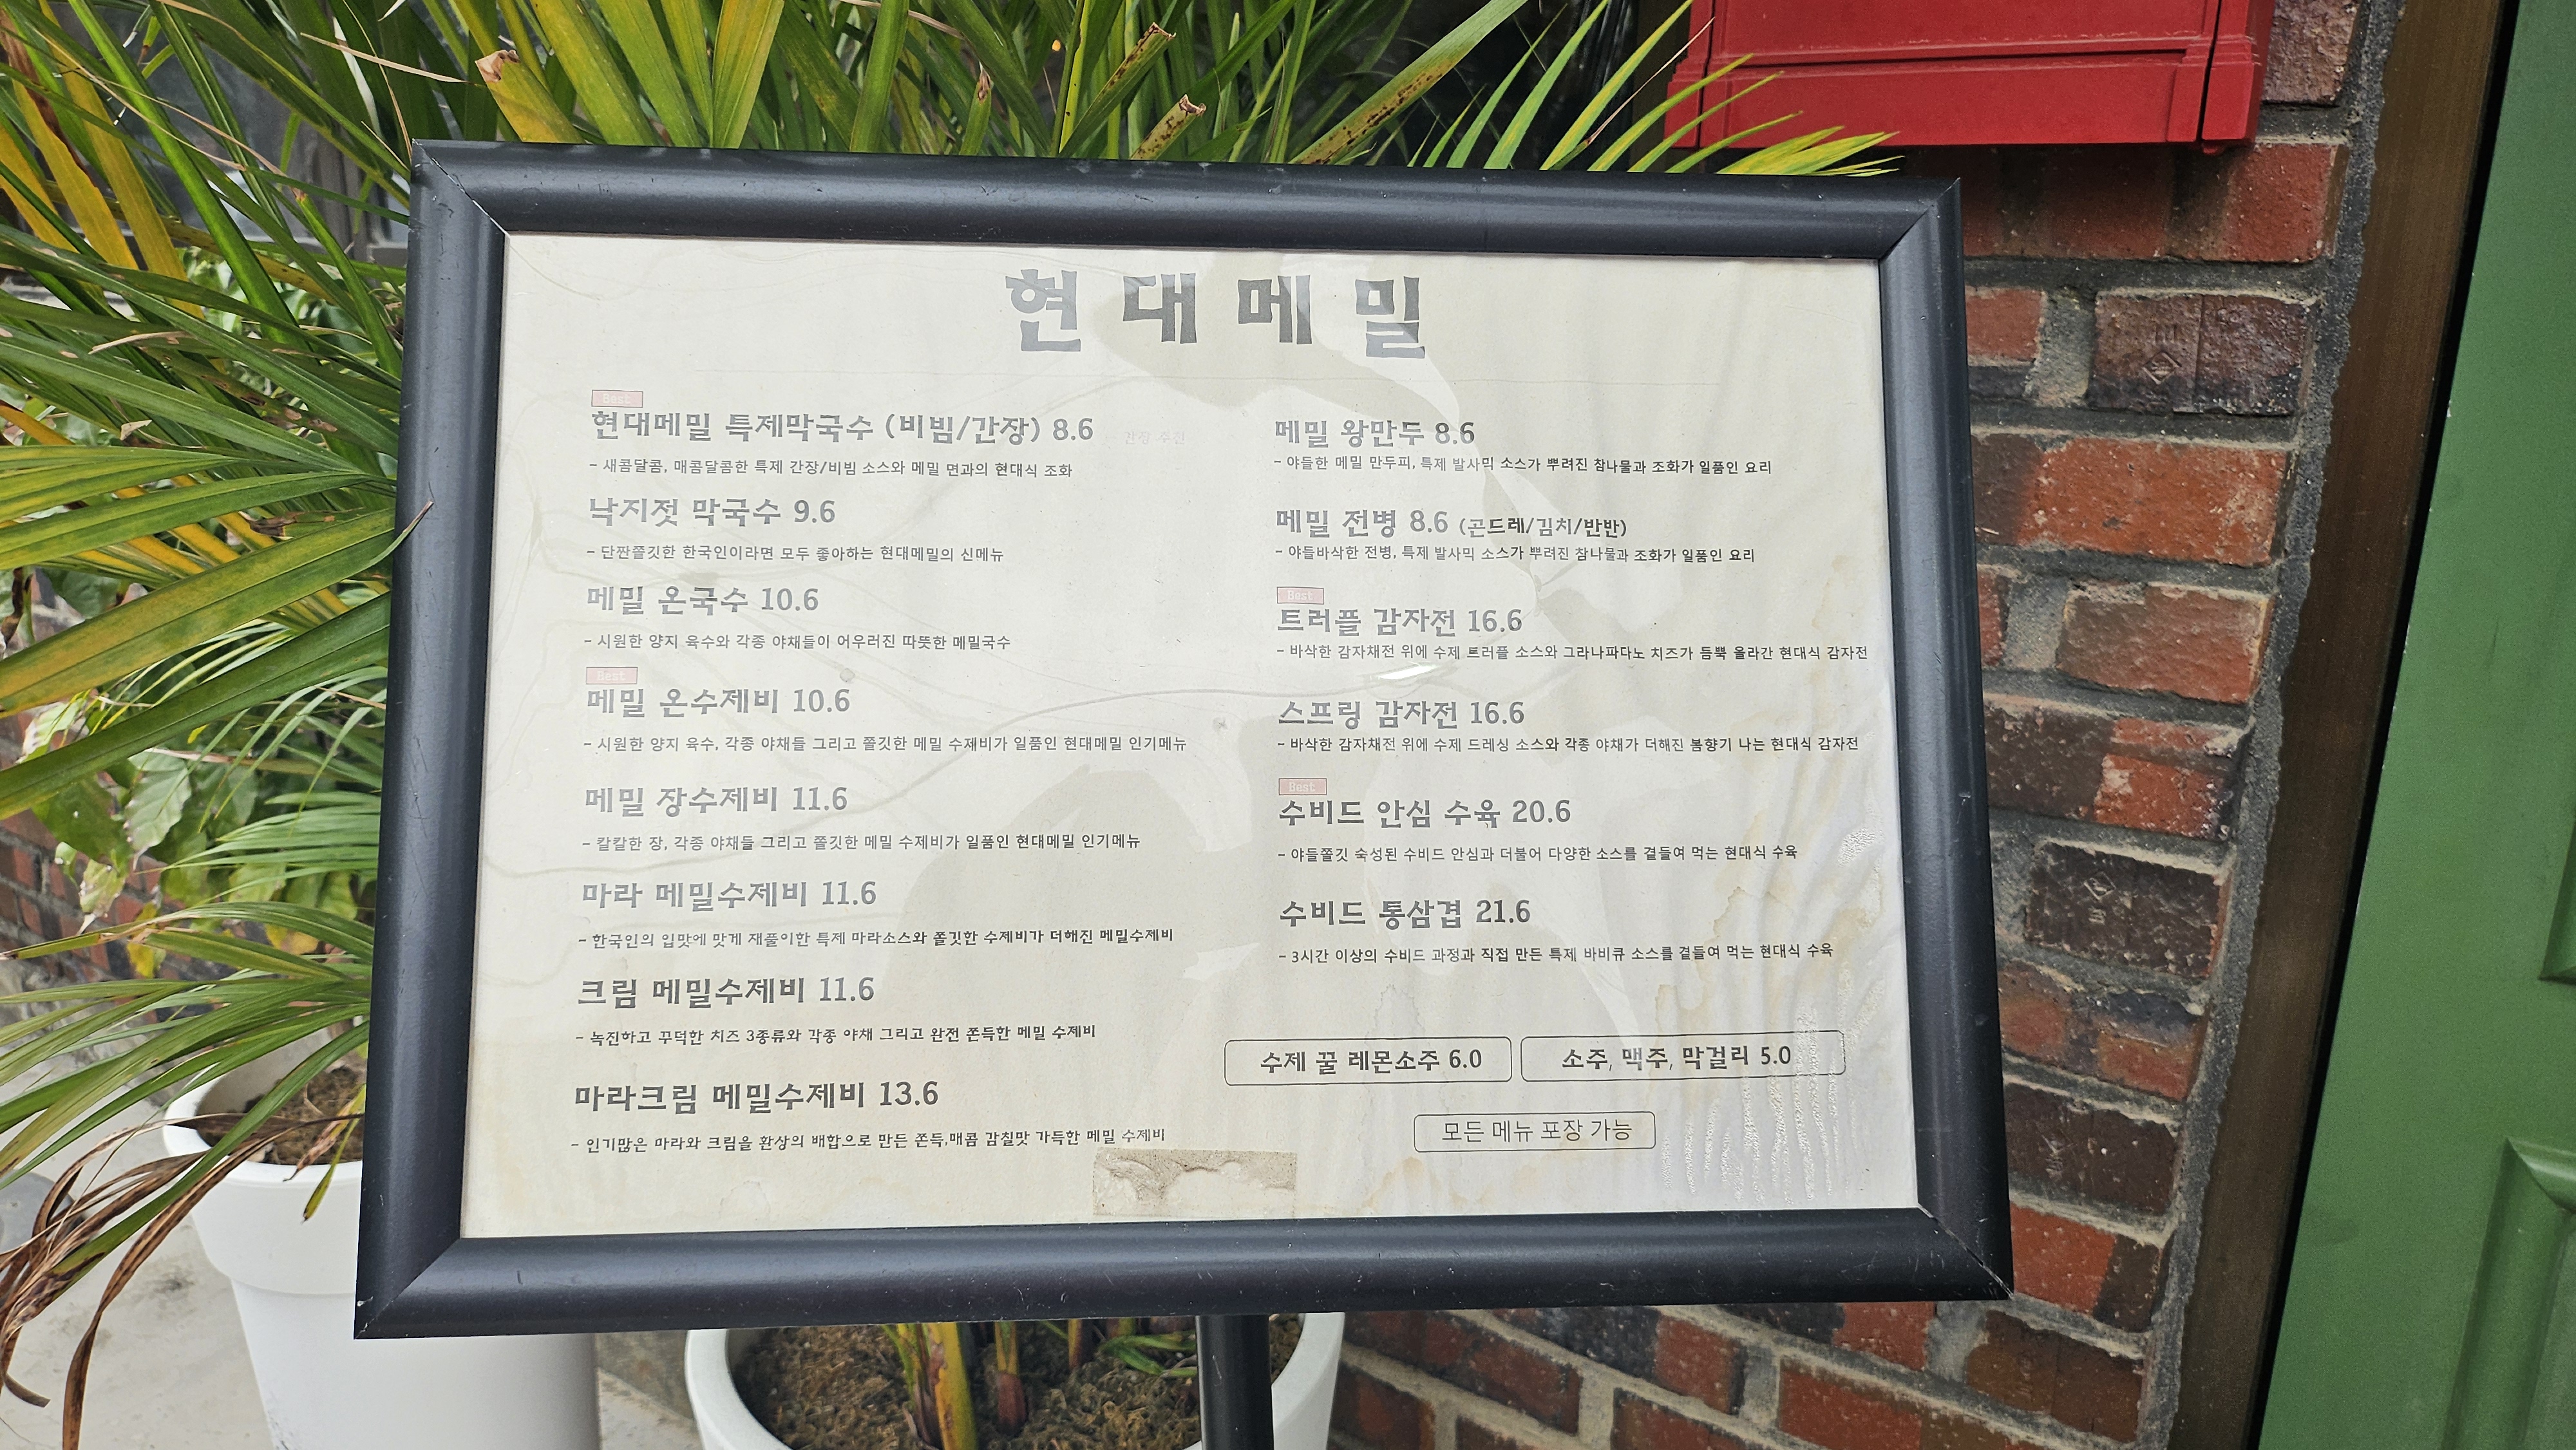 현대메밀
Best
현대메밀 특제막국수 (비빔/간장) 8.6 간장 추천
- 새콤달콤, 매콤달콤한 특제 간장/비빔 소스와 메밀 면과의 현대식 조화
낙지젓 막국수 9.6
- 단짠쫄깃한 한국인이라면 모두 좋아하는 현대메밀의 신메뉴
메밀 온국수 10.6
- 시원한 양지 육수와 각종 야채들이 어우러진 따뜻한 메밀국수
Best
메밀 온수제비 10.6
- 시원한 양지 육수, 각종 야채들 그리고 쫄깃한 메밀 수제비가 일품인 현대메밀 인기메뉴
메밀 장수제비 11.6
- 칼칼한 장, 각종 야채들 그리고 쫄깃한 메밀 수제비가 일품인 현대메밀 인기메뉴
마라 메밀수제비 11.6
- 한국인의 입맛에 맞게 재풀이한 특제 마라소스와 쫄깃한 수제비가 더해진 메밀수제비
크림 메밀수제비 11.6
- 녹진하고 꾸덕한 치즈 3종류와 각종 야채 그리고 완전 쫀득한 메밀 수제비
마라크림 메밀수제비 13.6
- 인기많은 마라와 크림을 환상의 배합으로 만든 쫀득,매콤 감칠맛 가득한 메밀 수제비
메밀 왕만두 8.6
- 야들한 메밀 만두피, 특제 발사믹 소스가 뿌려진 참나물과 조화가 일품인 요리
메밀 전병 8.6 (곤드레/김치/반반)
- 야들바삭한 전병, 특제 발사믹 소스가 뿌려진 참나물과 조화가 일품인 요리
Best
트러플 감자전 16.6
- 바삭한 감자채전 위에 수제 트러플 소스와 그라나파다노 치즈가 듬뿍 올라간 현대식 감자전
스프링 감자전 16.6
- 바삭한 감자채전 위에 수제 드레싱 소스와 각종 야채가 더해진 봄향기 나는 현대식 감자전
Best
수비드 안심 수육 20.6
- 야들쫄깃 숙성된 수비드 안심과 더불어 다양한 소스를 곁들여 먹는 현대식 수육
수비드 통삼겹 21.6
- 3시간 이상의 수비드 과정과 직접 만든 특제 바비큐 소스를 곁들여 먹는 현대식 수육
수제 꿀 레몬소주 6.0
소주, 맥주, 막걸리 5.0
모든 메뉴 포장 가능